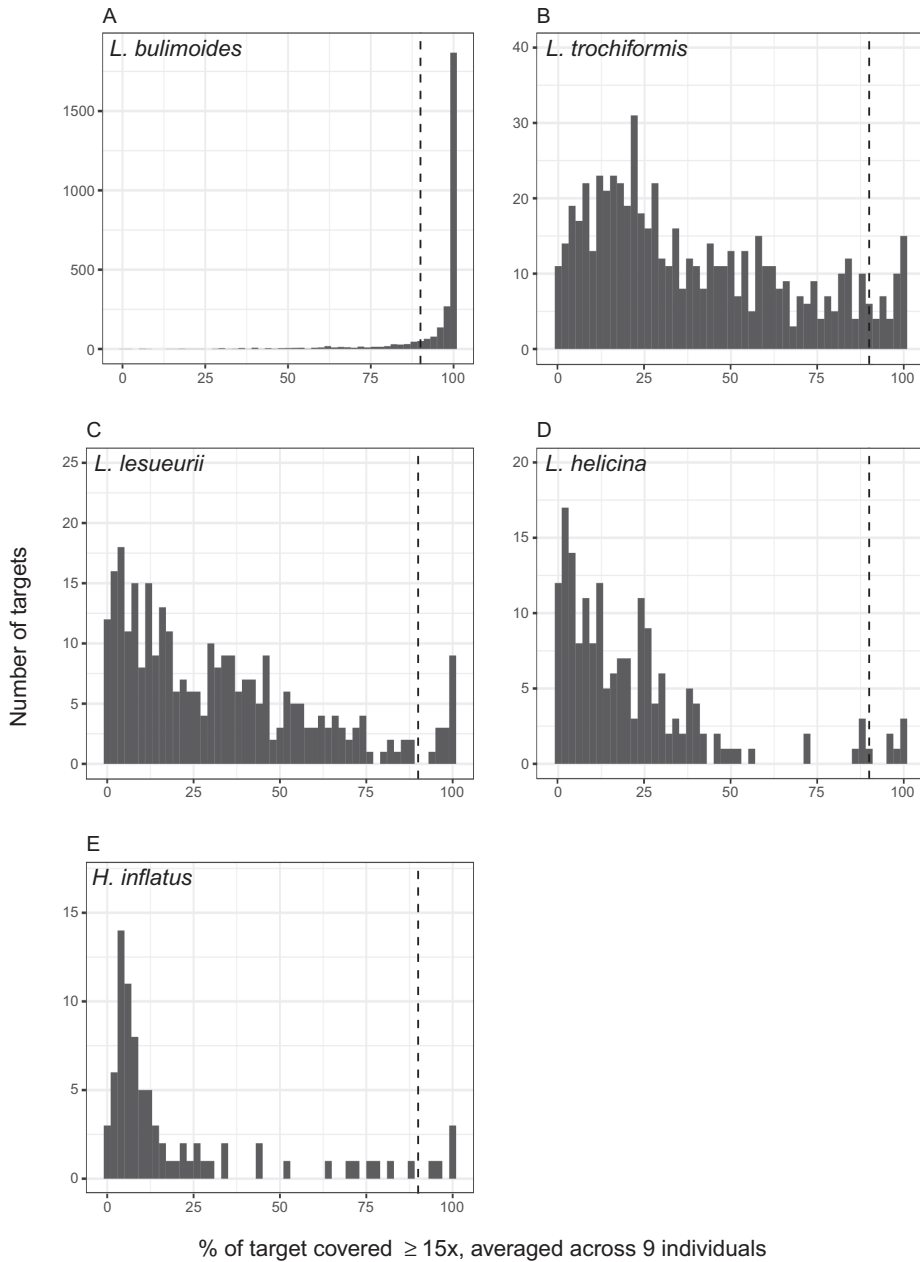 A
L. bulimoides
1500
1000
500
0
0 25 50 75 100
B
L. trochiformis
40
30
20
10
0
0 25 50 75 100
C
L. lesueurii
25
20
15
10
5
0
0 25 50 75 100
D
L. helicina
20
15
10
5
0
0 25 50 75 100
E
H. inflatus
15
10
5
0
0 25 50 75 100
Number of targets
% of target covered ≥ 15x, averaged across 9 individuals